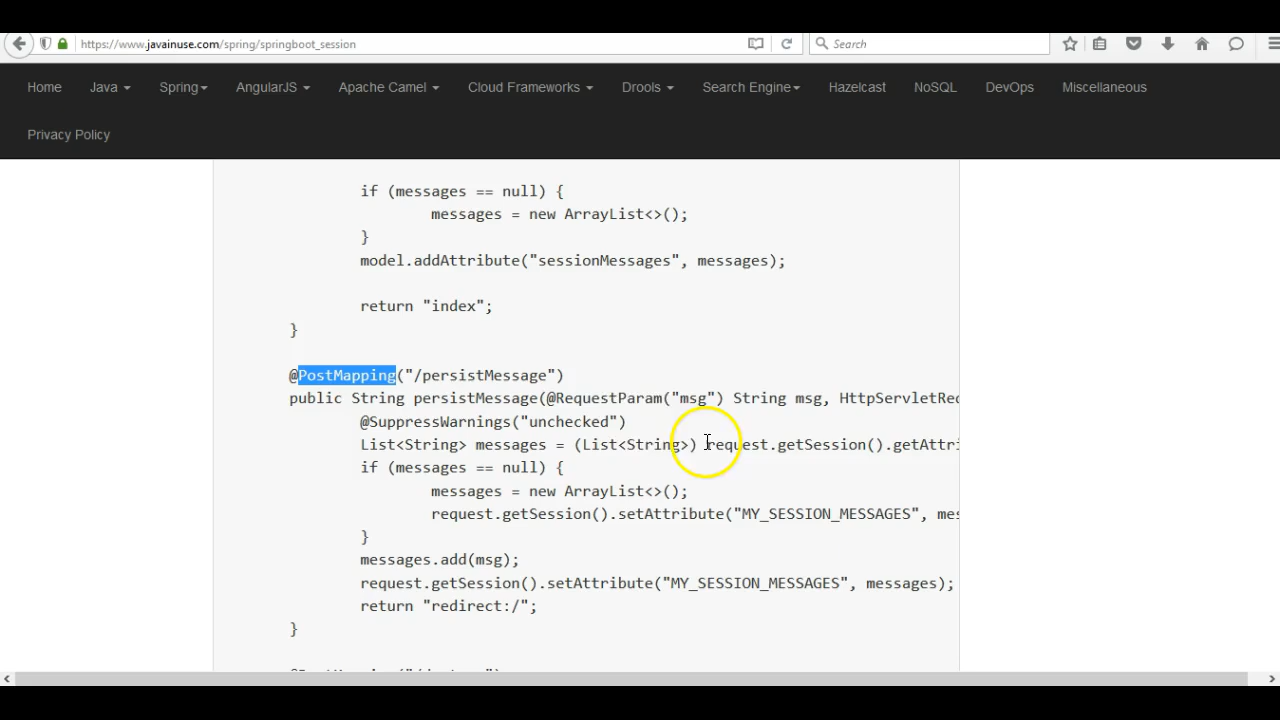 https://www.javainuse.com/spring/springboot_session
Search
Home Java Spring AngularJS Apache Camel Cloud Frameworks Drools Search Engine Hazelcast NoSQL DevOps Miscellaneous
Privacy Policy
if (messages == null) {
messages = new ArrayList<>();
}
model.addAttribute("sessionMessages", messages);
return "index";
}
@PostMapping("/persistMessage")
public String persistMessage(@RequestParam("msg") String msg, HttpServletReq
@SuppressWarnings("unchecked")
List<String> messages = (List<String>) request.getSession().getAttri
if (messages == null) {
messages = new ArrayList<>();
request.getSession().setAttribute("MY_SESSION_MESSAGES", mes
}
messages.add(msg);
request.getSession().setAttribute("MY_SESSION_MESSAGES", messages);
return "redirect:/";
}